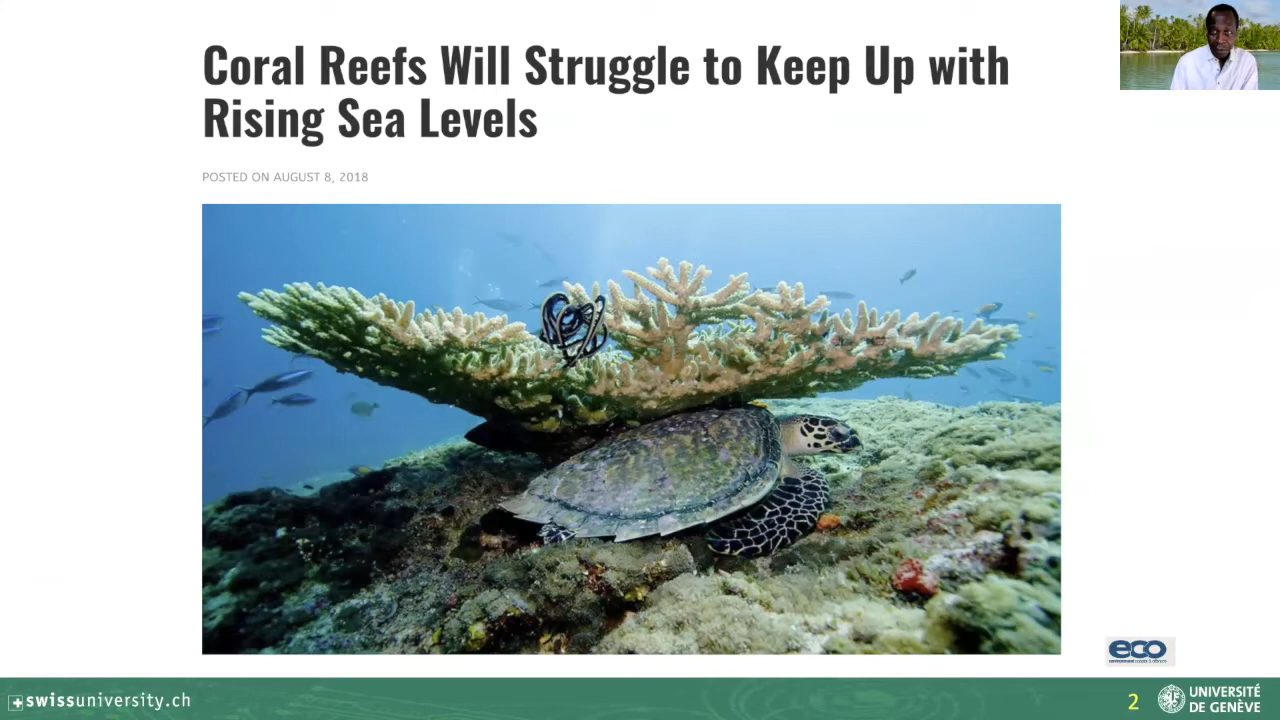 Coral Reefs Will Struggle to Keep Up with
Rising Sea Levels
POSTED ON AUGUST 8, 2018
eco
swissuniversity.ch
2
UNIVERSITÉ
DE GENÈVE